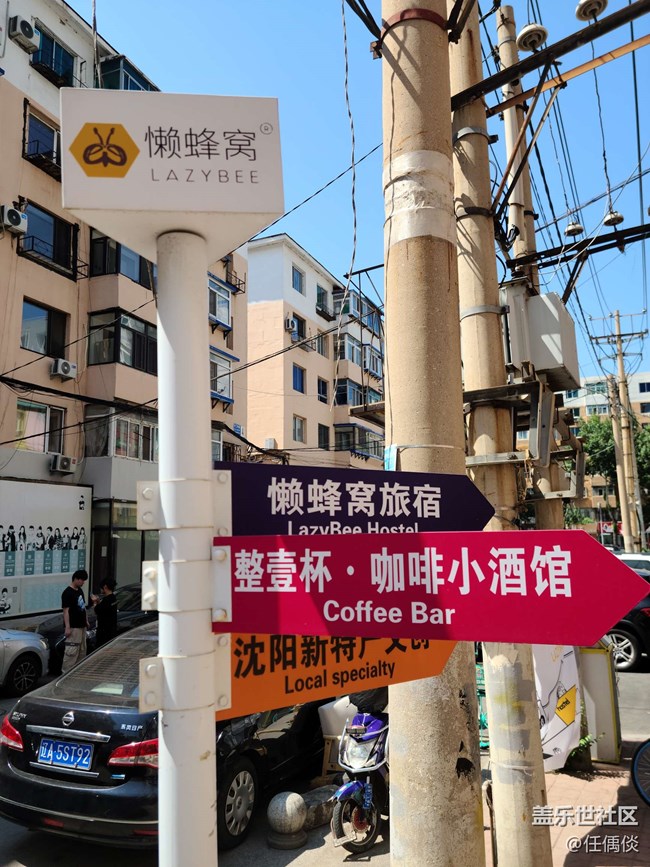 懒蜂窝
LAZYBEE
懒蜂窝旅宿
LazyBee Hostel
整壹杯·咖啡小酒馆
Coffee Bar
沈阳新特产文创
Local specialty
辽A·5ST92
盖乐世社区
@任偶倓